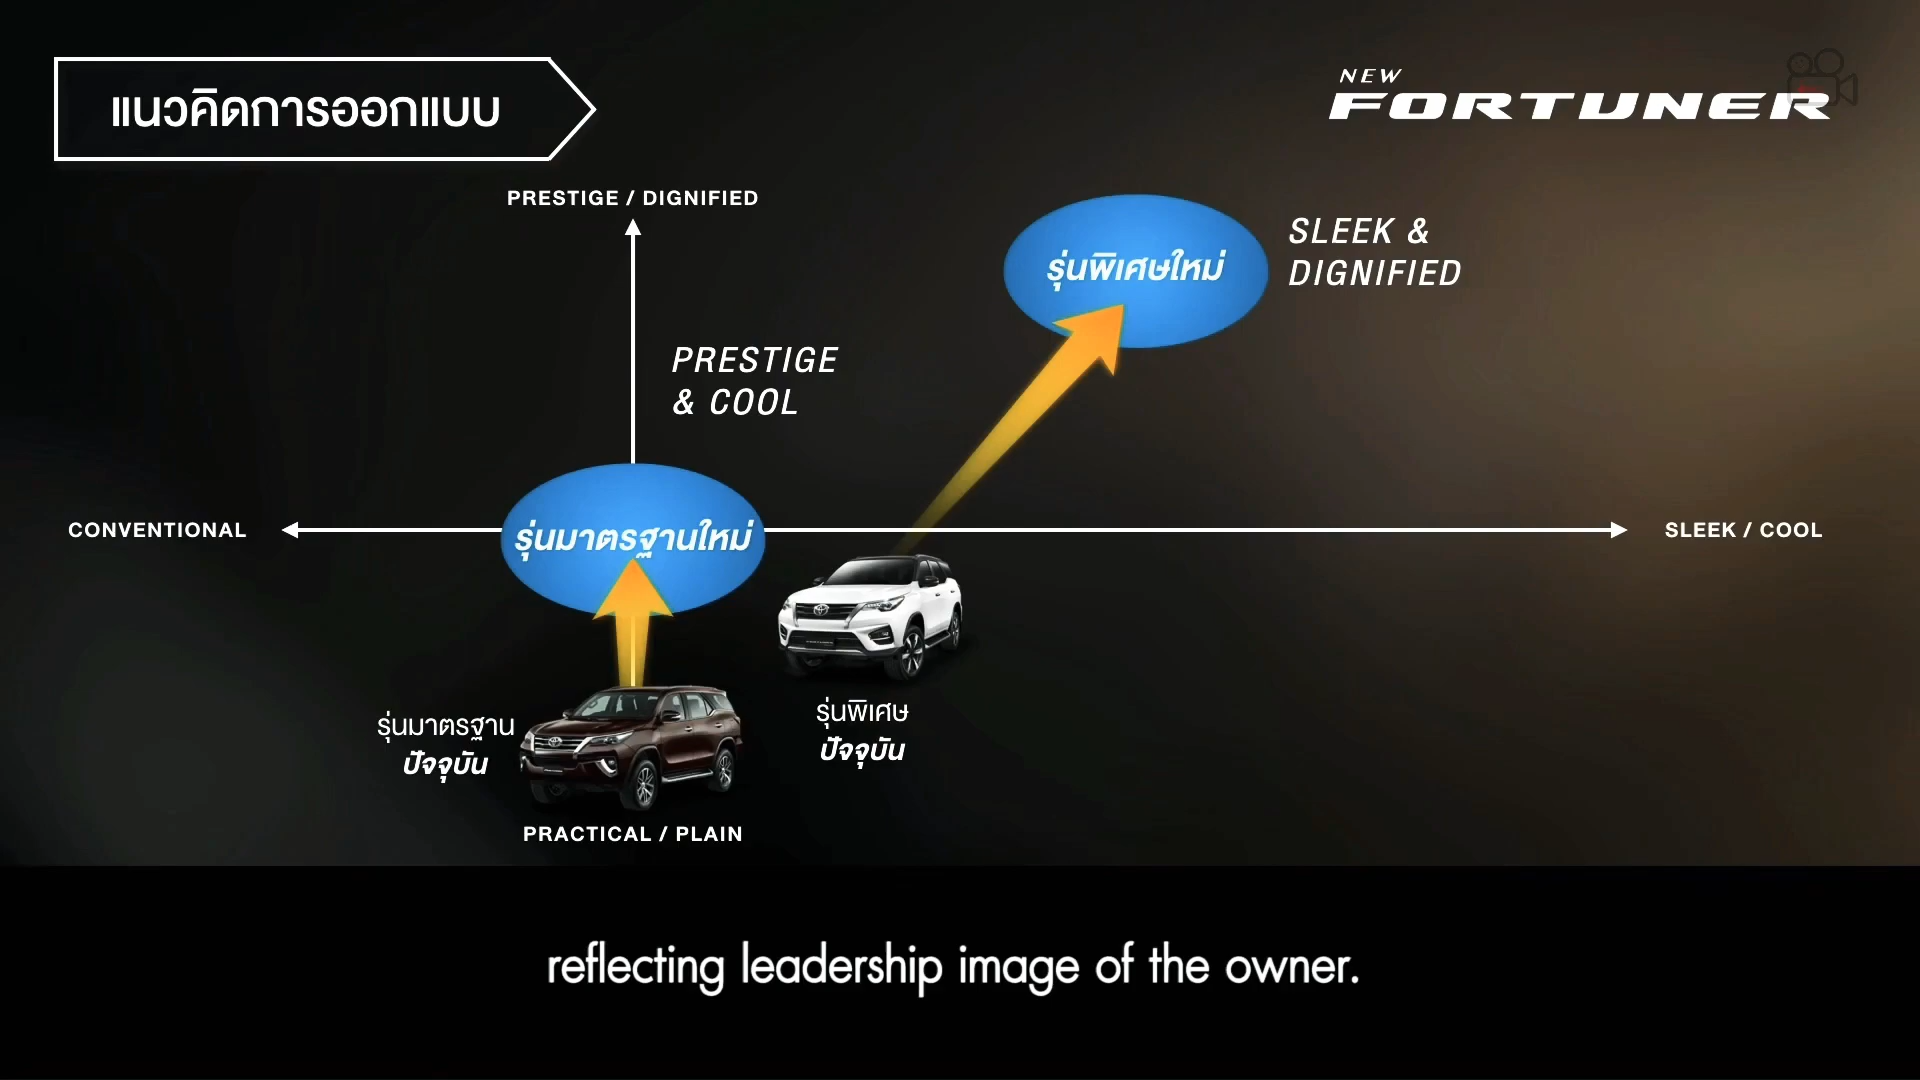 แนวคิดการออกแบบ
NEW
FORTUNER
PRESTIGE / DIGNIFIED
รุ่นพิเศษใหม่
SLEEK &
DIGNIFIED
PRESTIGE
& COOL
CONVENTIONAL
รุ่นมาตรฐานใหม่
SLEEK / COOL
รุ่นมาตรฐาน
ปัจจุบัน
รุ่นพิเศษ
ปัจจุบัน
PRACTICAL / PLAIN
reflecting leadership image of the owner.